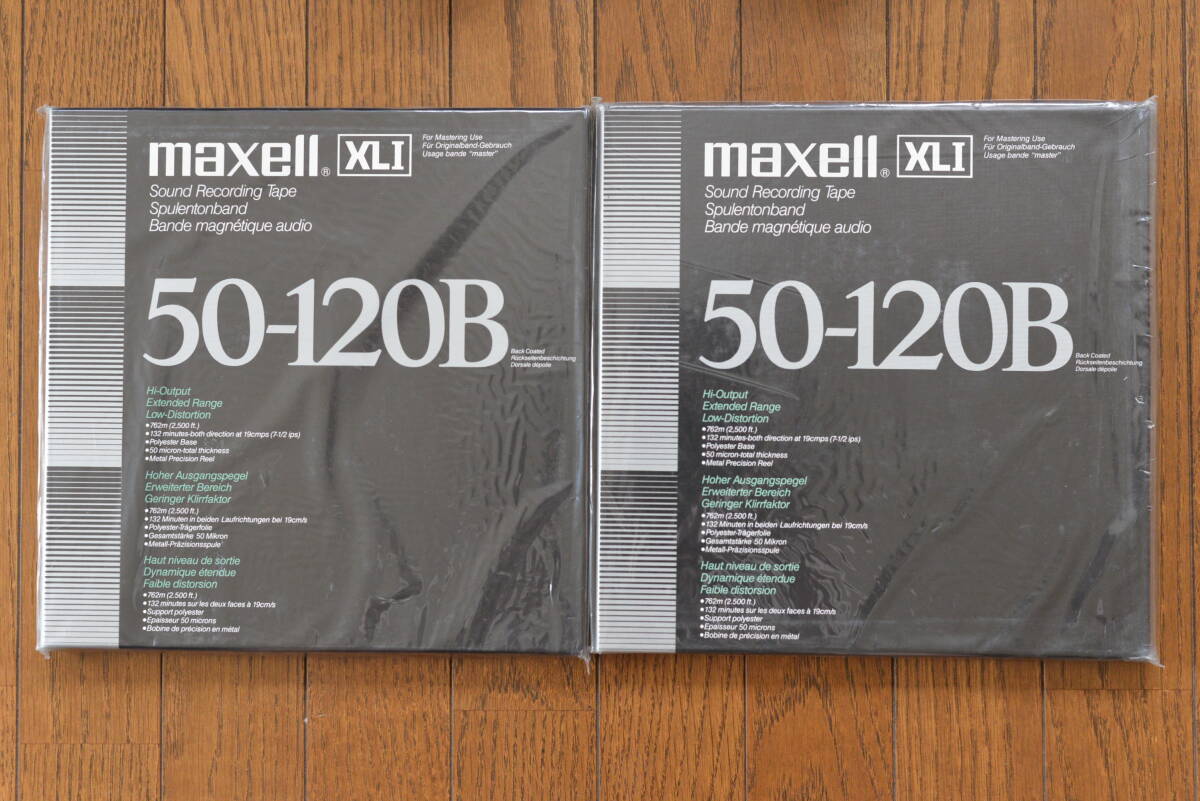 maxell® XLI
For Mastering Use
Für Originalband-Gebrauch
Usage bande "master"
Sound Recording Tape
Spulentonband
Bande magnétique audio
50-120B
Back Coated
Rückseitenbeschichtung
Dorsale dépolie
Hi-Output
Extended Range
Low-Distortion
●762m (2,500 ft.)
●132 minutes-both direction at 19cmps (7-1/2 ips)
●Polyester Base
●50 micron-total thickness
●Metal Precision Reel
Hoher Ausgangspegel
Erweiterter Bereich
Geringer Klirrfaktor
●762m (2.500 ft.)
●132 Minuten in beiden Laufrichtungen bei 19cm/s
●Polyester-Trägerfolie
●Gesamtstärke 50 Mikron
●Metall-Präzisionsspule
Haut niveau de sortie
Dynamique étendue
Faible distorsion
●762m (2.500 ft.)
●132 minutes sur les deux faces à 19cm/s
●Support polyester
●Epaisseur 50 microns
●Bobine de précision en métal
maxell® XLI
For Mastering Use
Für Originalband-Gebrauch
Usage bande "master"
Sound Recording Tape
Spulentonband
Bande magnétique audio
50-120B
Back Coated
Rückseitenbeschichtung
Dorsale dépolie
Hi-Output
Extended Range
Low-Distortion
●762m (2,500 ft.)
●132 minutes-both direction at 19cmps (7-1/2 ips)
●Polyester Base
●50 micron-total thickness
●Metal Precision Reel
Hoher Ausgangspegel
Erweiterter Bereich
Geringer Klirrfaktor
●762m (2.500 ft.)
●132 Minuten in beiden Laufrichtungen bei 19cm/s
●Polyester-Trägerfolie
●Gesamtstärke 50 Mikron
●Metall-Präzisionsspule
Haut niveau de sortie
Dynamique étendue
Faible distorsion
●762m (2.500 ft.)
●132 minutes sur les deux faces à 19cm/s
●Support polyester
●Epaisseur 50 microns
●Bobine de précision en métal